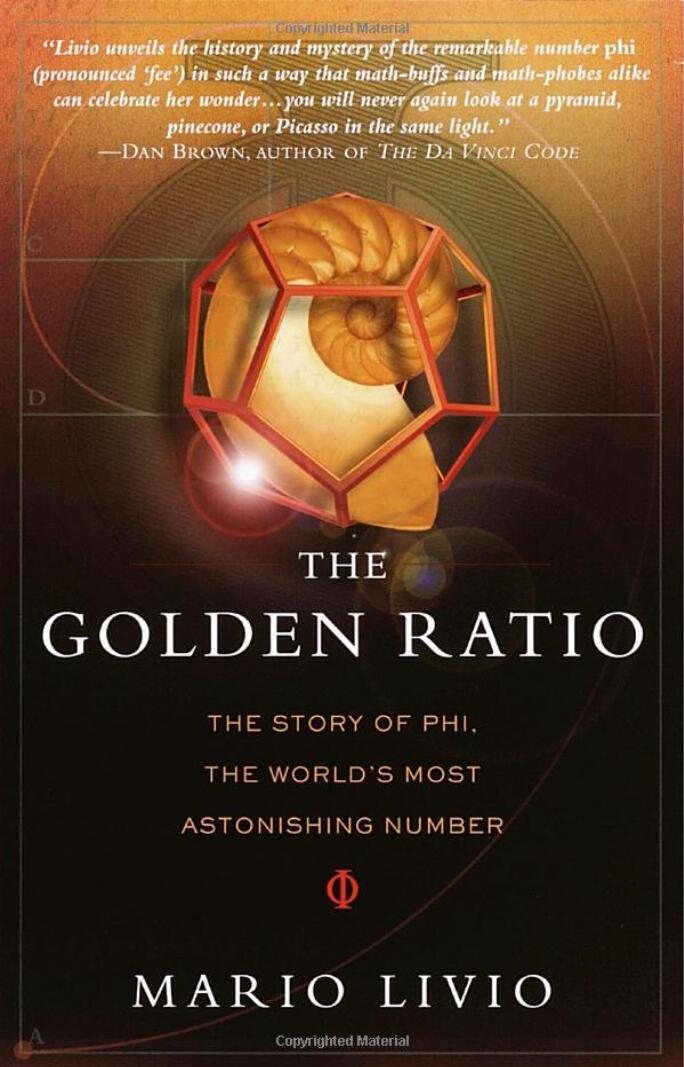 Copyrighted Material
“Livio unveils the history and mystery of the remarkable number phi
(pronounced ‘fee’) in such a way that math-buffs and math-phobes alike
can celebrate her wonder…you will never again look at a pyramid,
pinecone, or Picasso in the same light.”
—DAN BROWN, AUTHOR OF THE DA VINCI CODE
C
D
THE
GOLDEN RATIO
THE STORY OF PHI,
THE WORLD’S MOST
ASTONISHING NUMBER
Φ
MARIO LIVIO
A
Copyrighted Material